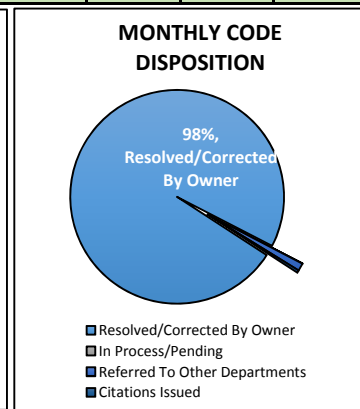 MONTHLY CODE
DISPOSITION
98%,
Resolved/Corrected
By Owner
Resolved/Corrected By Owner
In Process/Pending
Referred To Other Departments
Citations Issued